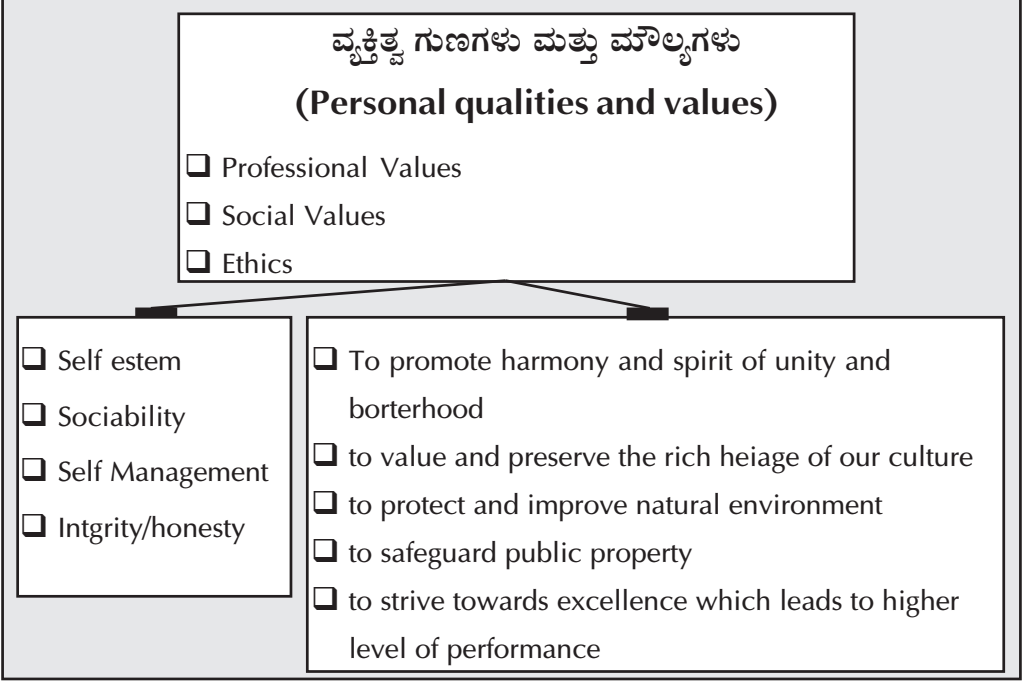 ವ್ಯಕ್ತಿತ್ವ ಗುಣಗಳು ಮತ್ತು ಮೌಲ್ಯಗಳು
(Personal qualities and values)
❑ Professional Values
❑ Social Values
❑ Ethics
❑ Self estem
❑ Sociability
❑ Self Management
❑ Intgrity/honesty
❑ To promote harmony and spirit of unity and
borterhood
❑ to value and preserve the rich heiage of our culture
❑ to protect and improve natural environment
❑ to safeguard public property
❑ to strive towards excellence which leads to higher
level of performance